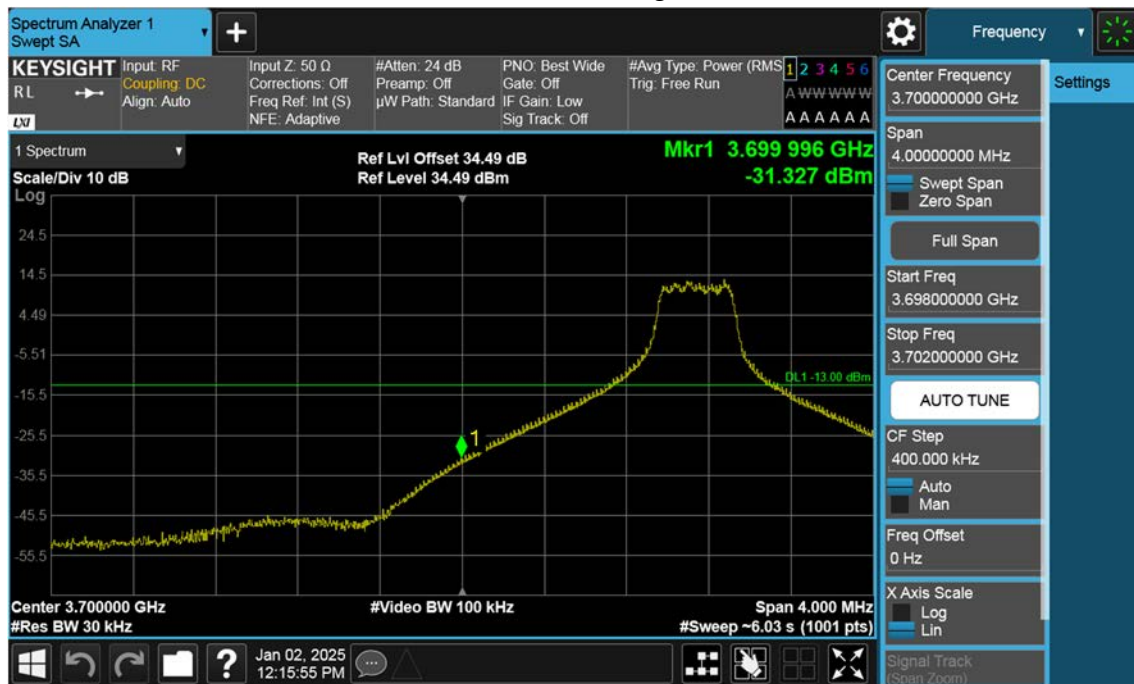 Spectrum Analyzer 1
Swept SA
+
Frequency
KEYSIGHT
RL
LXI
Input: RF
Coupling: DC
Align: Auto
Input Z: 50 Ω
Corrections: Off
Freq Ref: Int (S)
NFE: Adaptive
#Atten: 24 dB
Preamp: Off
µW Path: Standard
PNO: Best Wide
Gate: Off
IF Gain: Low
Sig Track: Off
#Avg Type: Power (RMS
Trig: Free Run
1 2 3 4 5 6
A W W W W W
A A A A A A
1 Spectrum
Scale/Div 10 dB
Log
Ref Lvl Offset 34.49 dB
Ref Level 34.49 dBm
Mkr1 3.699 996 GHz
-31.327 dBm
24.5
14.5
4.49
-5.51
-15.5
-25.5
-35.5
-45.5
-55.5
DL1 -13.00 dBm
1
Center 3.700000 GHz
#Res BW 30 kHz
#Video BW 100 kHz
Span 4.000 MHz
#Sweep ~6.03 s (1001 pts)
?
Jan 02, 2025
12:15:55 PM
Center Frequency
3.700000000 GHz
Span
4.00000000 MHz
Swept Span
Zero Span
Full Span
Start Freq
3.698000000 GHz
Stop Freq
3.702000000 GHz
AUTO TUNE
CF Step
400.000 kHz
Auto
Man
Freq Offset
0 Hz
X Axis Scale
Log
Lin
Signal Track
(Span Zoom)
Settings